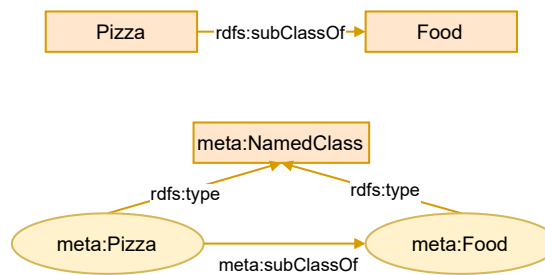 Pizza
rdfs:subClassOf
Food
meta:NamedClass
rdfs:type
rdfs:type
meta:Pizza
meta:Food
meta:subClassOf